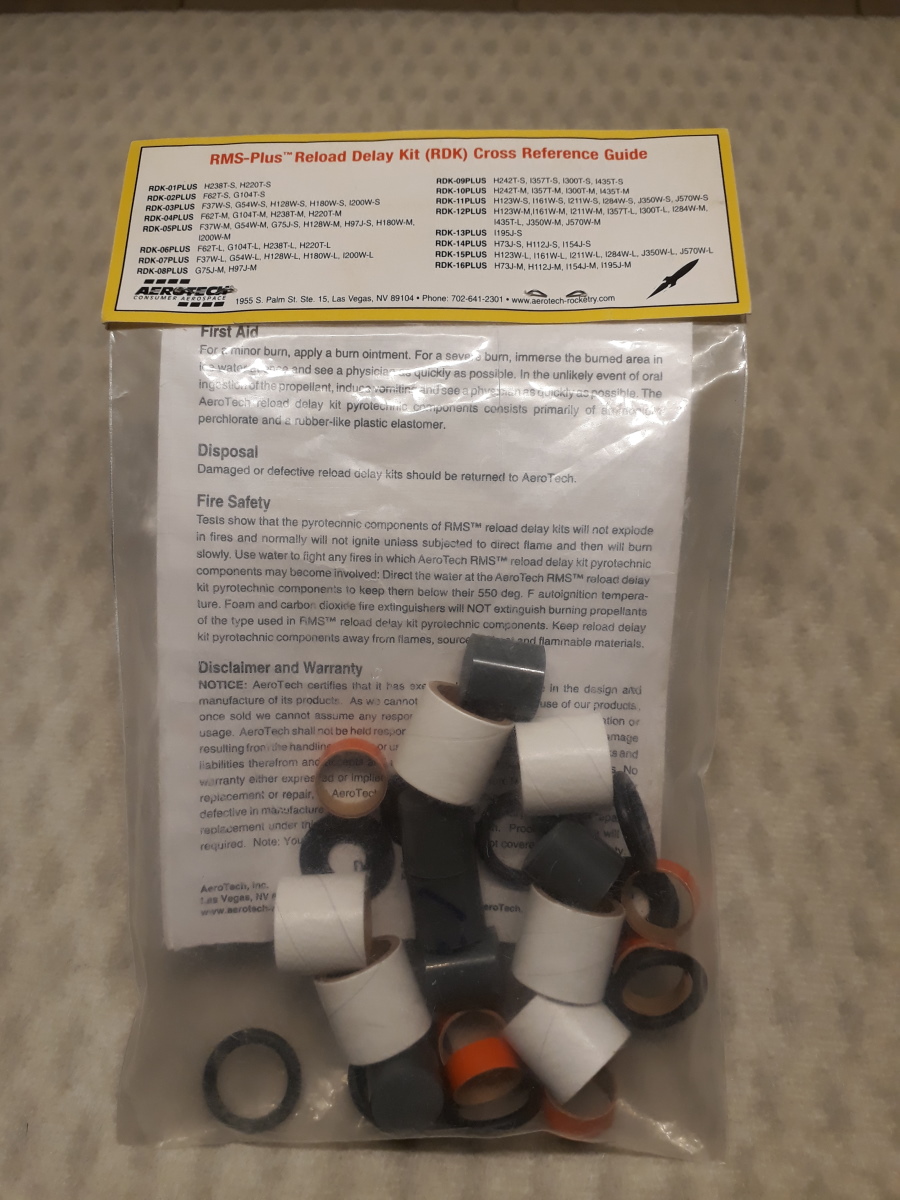 RMS-Plus™ Reload Delay Kit (RDK) Cross Reference Guide
RDK-01PLUS H238T-S, H220T-S
RDK-02PLUS F62T-S, G104T-S
RDK-03PLUS F37W-S, G54W-S, H128W-S, H180W-S, I200W-S
RDK-04PLUS F62T-M, G104T-M, H238T-M, H220T-M
RDK-05PLUS F37W-M, G54W-M, G75J-S, H128W-M, H97J-S, H180W-M,
I200W-M
RDK-06PLUS F62T-L, G104T-L, H238T-L, H220T-L
RDK-07PLUS F37W-L, G54W-L, H128W-L, H180W-L, I200W-L
RDK-08PLUS G75J-M, H97J-M
RDK-09PLUS H242T-S, I357T-S, I300T-S, I435T-S
RDK-10PLUS H242T-M, I357T-M, I300T-M, I435T-M
RDK-11PLUS H123W-S, I161W-S, I211W-S, I284W-S, J350W-S, J570W-S
RDK-12PLUS H123W-M, I161W-M, I211W-M, I357T-L, I300T-L, I284W-M,
I435T-L, J350W-M, J570W-M
RDK-13PLUS I195J-S
RDK-14PLUS H73J-S, H112J-S, I154J-S
RDK-15PLUS H123W-L, I161W-L, I211W-L, I284W-L, J350W-L, J570W-L
RDK-16PLUS H73J-M, H112J-M, I154J-M, I195J-M
AEROTECH
CONSUMER AEROSPACE
1955 S. Palm St. Ste. 15, Las Vegas, NV 89104 • Phone: 702-641-2301 • www.aerotech-rocketry.com
First Aid
For a minor burn, apply a burn ointment. For a severe burn, immerse the burned area in
water and see a physician as quickly as possible. In the unlikely event of oral
ingestion of the propellant, induce vomiting and see a physician as quickly as possible. The
AeroTech reload delay kit pyrotechnic components consists primarily of ammonium
perchlorate and a rubber-like plastic elastomer.
Disposal
Damaged or defective reload delay kits should be returned to AeroTech.
Fire Safety
Tests show that the pyrotechnic components of RMS™ reload delay kits will not explode
in fires and normally will not ignite unless subjected to direct flame and then will burn
slowly. Use water to fight any fires in which AeroTech RMS™ reload delay kit pyrotechnic
components may become involved: Direct the water at the AeroTech RMS™ reload delay
kit pyrotechnic components to keep them below their 550 deg. F autoignition tempera-
ture. Foam and carbon dioxide fire extinguishers will NOT extinguish burning propellants
of the type used in RMS™ reload delay kit pyrotechnic components. Keep reload delay
kit pyrotechnic components away from flames, and flammable materials.
Disclaimer and Warranty
NOTICE: AeroTech certifies that it has in the design and
manufacture of its products. As we cannot use of our products,
once sold we cannot assume any
usage. AeroTech shall not be held
resulting from the handling or and
liabilities therefrom and No
warranty either or
replacement or repair, AeroTech
defective in manufacture
replacement under will
required. Note:
AeroTech, Inc.
Las Vegas, NV